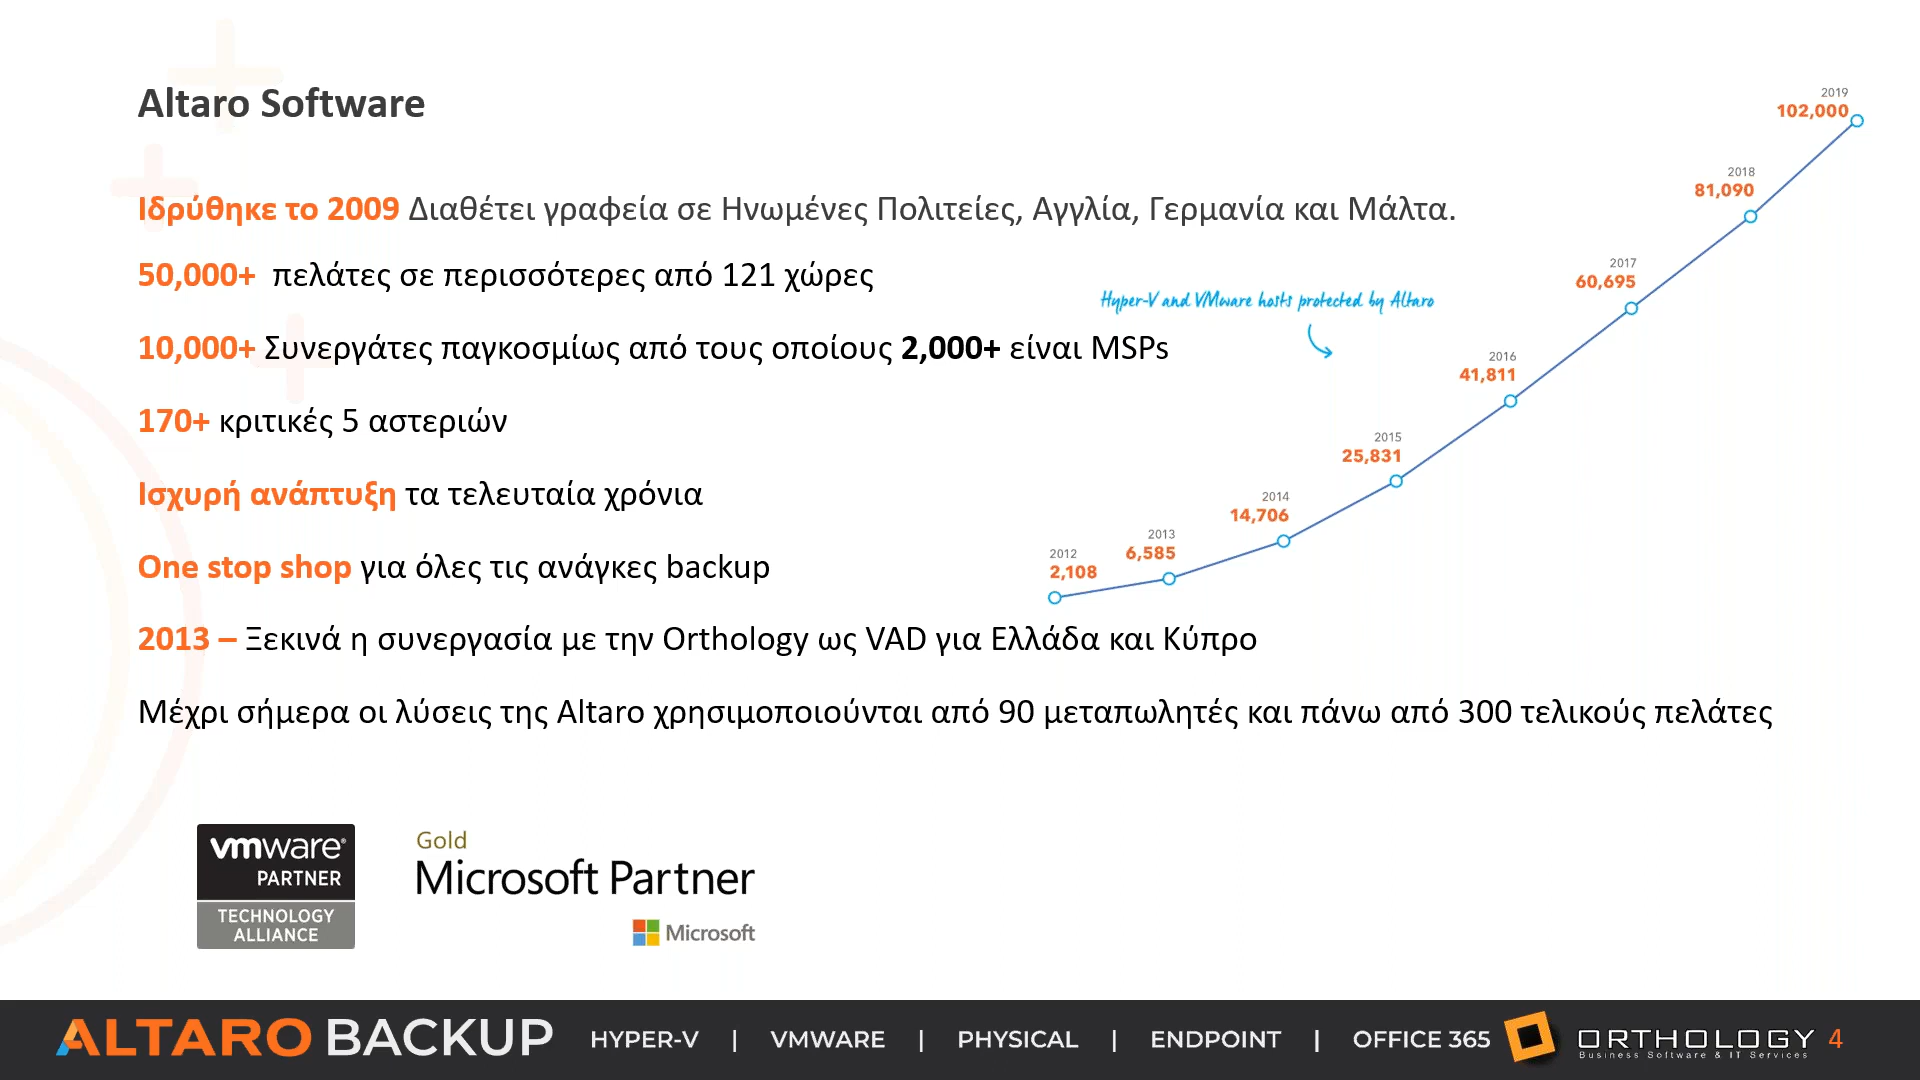 Altaro Software
Ιδρύθηκε το 2009 Διαθέτει γραφεία σε Ηνωμένες Πολιτείες, Αγγλία, Γερμανία και Μάλτα.
50,000+ πελάτες σε περισσότερες από 121 χώρες
10,000+ Συνεργάτες παγκοσμίως από τους οποίους 2,000+ είναι MSPs
170+ κριτικές 5 αστεριών
Ισχυρή ανάπτυξη τα τελευταία χρόνια
One stop shop για όλες τις ανάγκες backup
2013 – Ξεκινά η συνεργασία με την Orthology ως VAD για Ελλάδα και Κύπρο
Μέχρι σήμερα οι λύσεις της Altaro χρησιμοποιούνται από 90 μεταπωλητές και πάνω από 300 τελικούς πελάτες
Hyper-V and VMware hosts protected by Altaro
2012
2,108
2013
6,585
2014
14,706
2015
25,831
2016
41,811
2017
60,695
2018
81,090
2019
102,000
vmware®
PARTNER
TECHNOLOGY
ALLIANCE
Gold
Microsoft Partner
Microsoft
ALTARO BACKUP HYPER-V | VMWARE | PHYSICAL | ENDPOINT | OFFICE 365 ORTHOLOGY 4
Business Software & IT Services